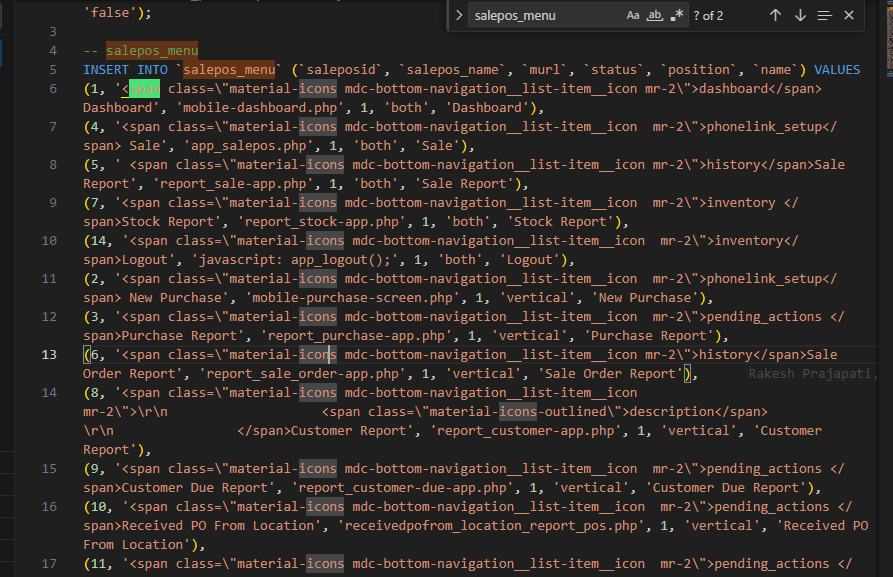 'false');
salepos_menu
Aa ab .*
? of 2
3
4 -- salepos_menu
5 INSERT INTO `salepos_menu` (`saleposid`, `salepos_name`, `murl`, `status`, `position`, `name`) VALUES
6 (1, '<span class=\"material-icons mdc-bottom-navigation__list-item__icon mr-2\">dashboard</span>
Dashboard', 'mobile-dashboard.php', 1, 'both', 'Dashboard'),
7 (4, '<span class=\"material-icons mdc-bottom-navigation__list-item__icon  mr-2\">phonelink_setup</
span> Sale', 'app_salepos.php', 1, 'both', 'Sale'),
8 (5, ' <span class=\"material-icons mdc-bottom-navigation__list-item__icon  mr-2\">history</span>Sale
Report', 'report_sale-app.php', 1, 'both', 'Sale Report'),
9 (7, '<span class=\"material-icons mdc-bottom-navigation__list-item__icon  mr-2\">inventory </
span>Stock Report', 'report_stock-app.php', 1, 'both', 'Stock Report'),
10 (14, '<span class=\"material-icons mdc-bottom-navigation__list-item__icon  mr-2\">inventory</
span>Logout', 'javascript: app_logout();', 1, 'both', 'Logout'),
11 (2, '<span class=\"material-icons mdc-bottom-navigation__list-item__icon  mr-2\">phonelink_setup</
span> New Purchase', 'mobile-purchase-screen.php', 1, 'vertical', 'New Purchase'),
12 (3, '<span class=\"material-icons mdc-bottom-navigation__list-item__icon  mr-2\">pending_actions </
span>Purchase Report', 'report_purchase-app.php', 1, 'vertical', 'Purchase Report'),
13 (6, '<span class=\"material-icons mdc-bottom-navigation__list-item__icon mr-2\">history</span>Sale
Order Report', 'report_sale_order-app.php', 1, 'vertical', 'Sale Order Report'), Rakesh Prajapati,
14 (8, '<span class=\"material-icons mdc-bottom-navigation__list-item__icon
mr-2\">\r\n <span class=\"material-icons-outlined\">description</span>
\r\n </span>Customer Report', 'report_customer-app.php', 1, 'vertical', 'Customer
Report'),
15 (9, '<span class=\"material-icons mdc-bottom-navigation__list-item__icon  mr-2\">pending_actions </
span>Customer Due Report', 'report_customer-due-app.php', 1, 'vertical', 'Customer Due Report'),
16 (10, '<span class=\"material-icons mdc-bottom-navigation__list-item__icon  mr-2\">pending_actions </
span>Received PO From Location', 'receivedpofrom_location_report_pos.php', 1, 'vertical', 'Received PO
From Location'),
17 (11, '<span class=\"material-icons mdc-bottom-navigation__list-item__icon  mr-2\">pending_actions </